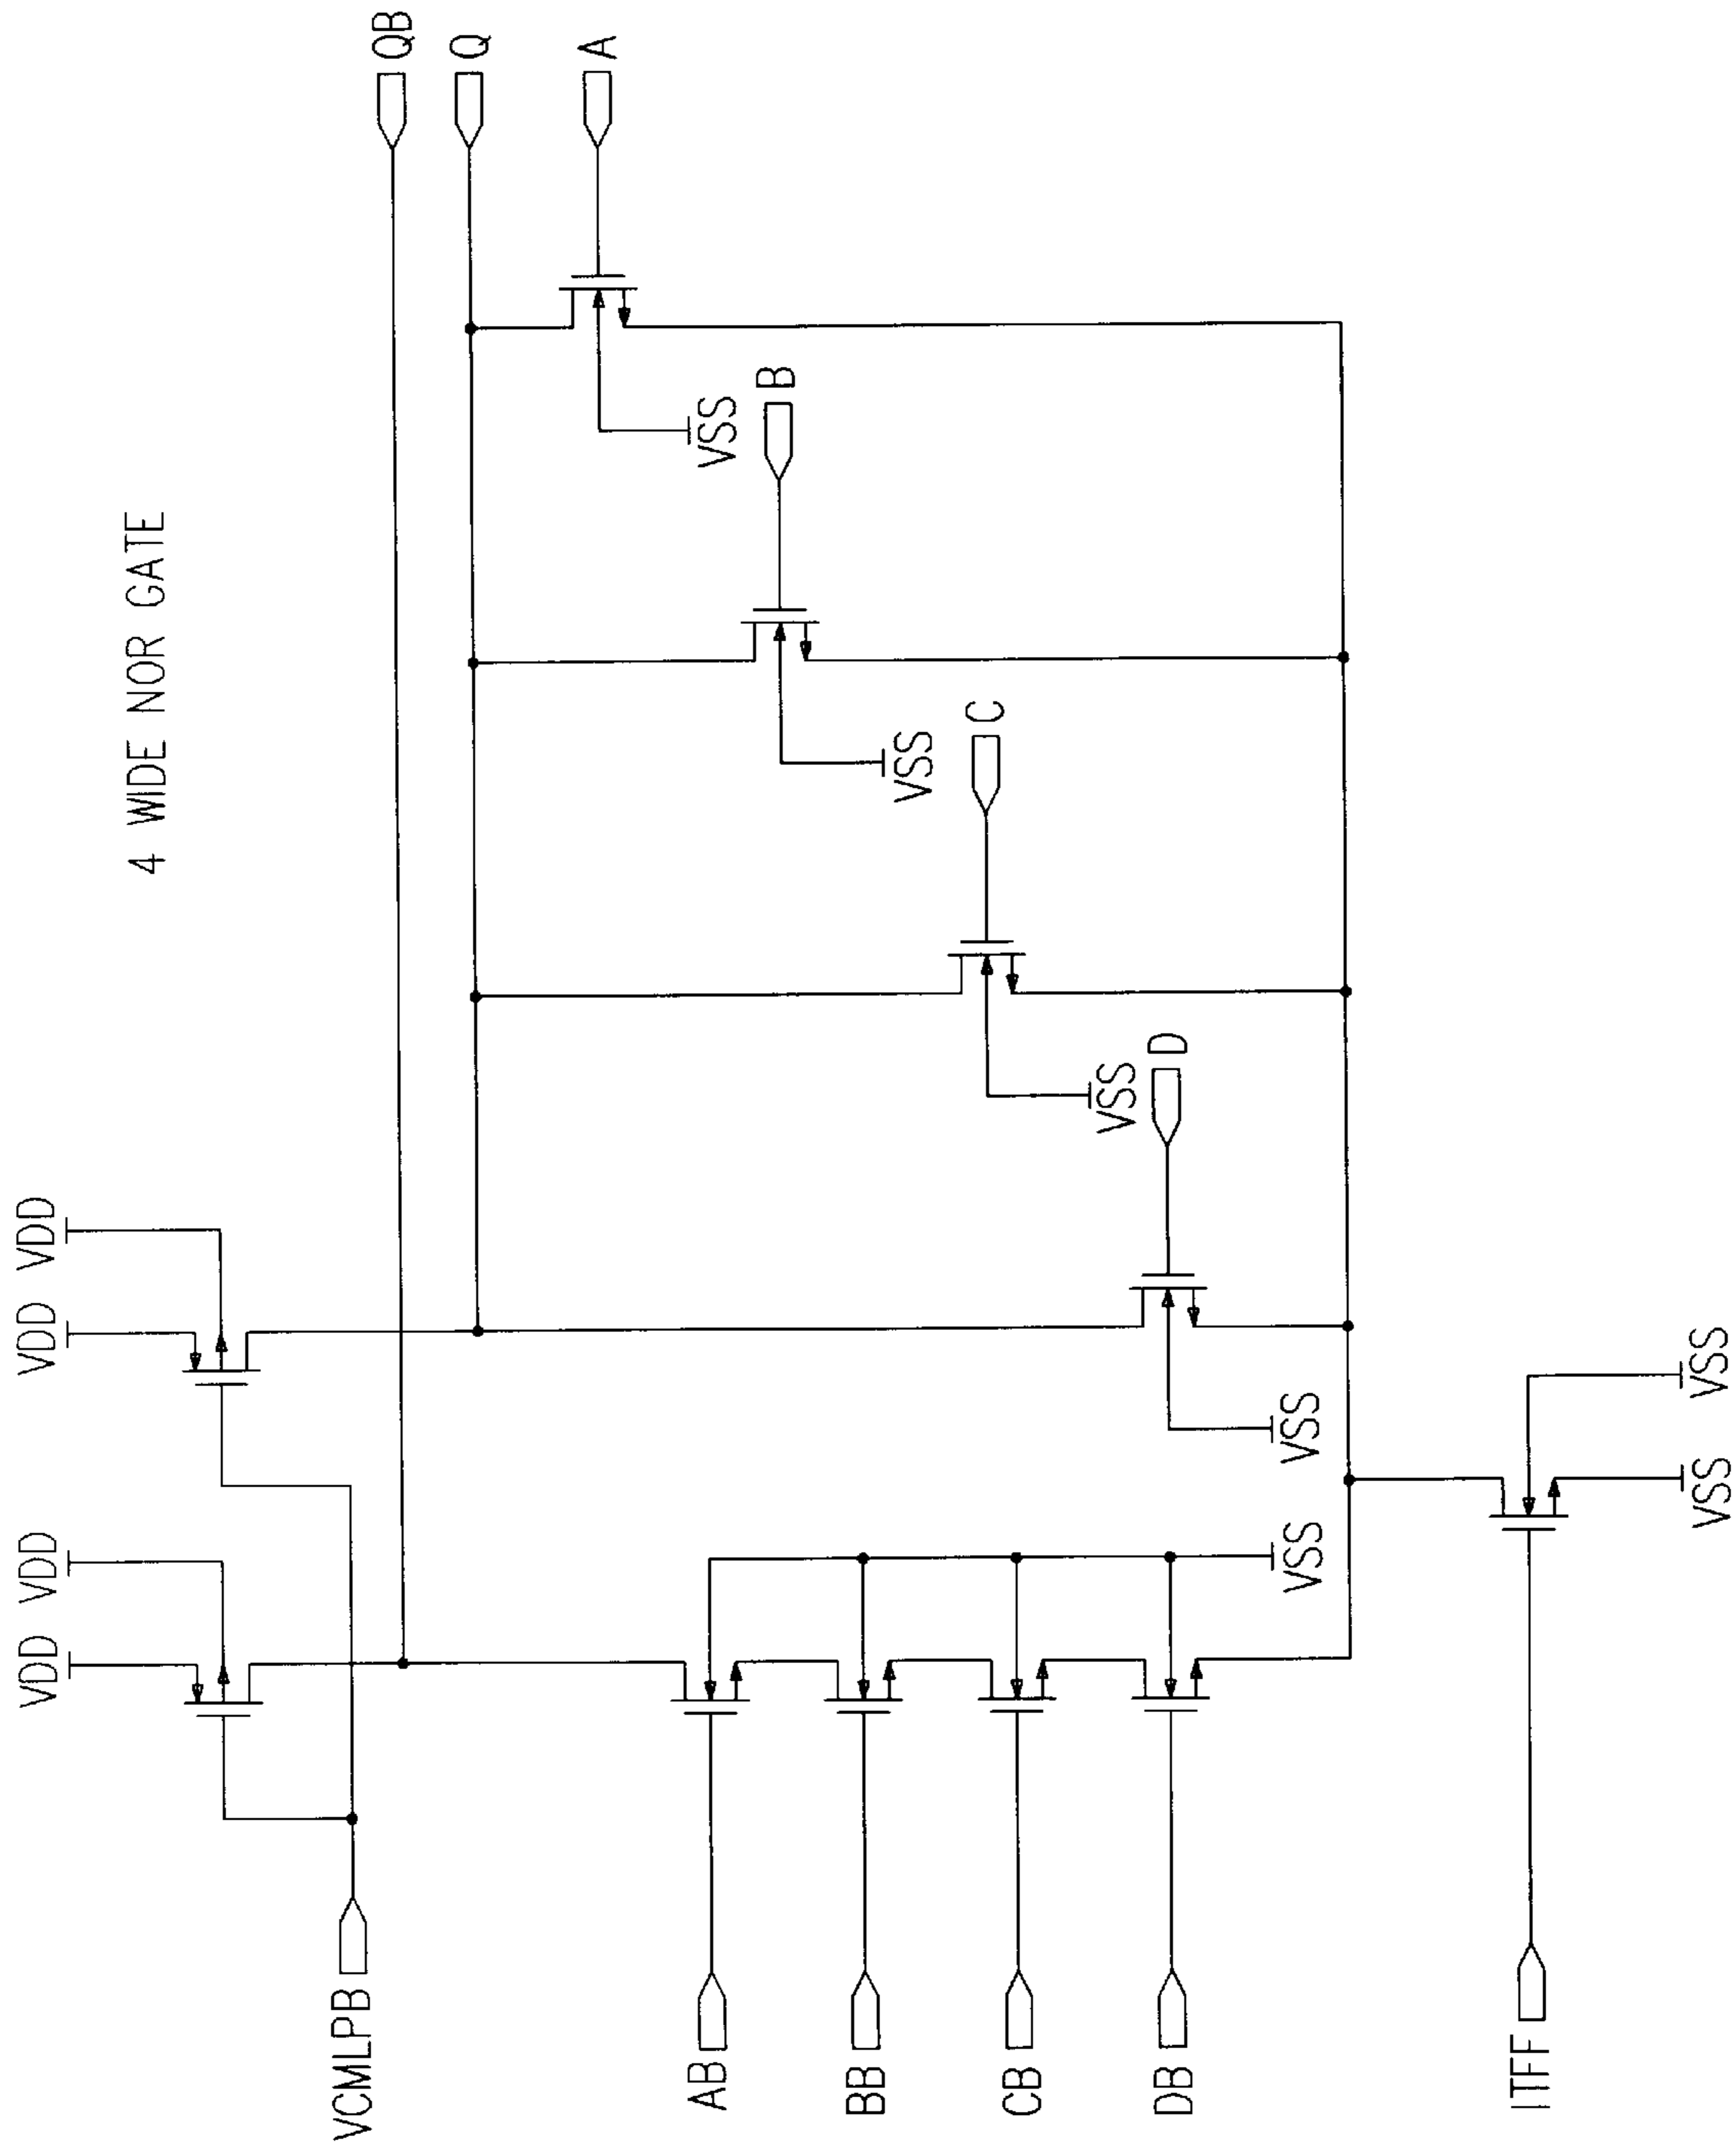 4 WIDE NOR GATE
VDD
VDD
VDD
VDD
VCMLPB
QB
Q
A
VSS
B
VSS
C
VSS
D
VSS
AB
BB
CB
DB
VSS
ITFF
VSS
VSS